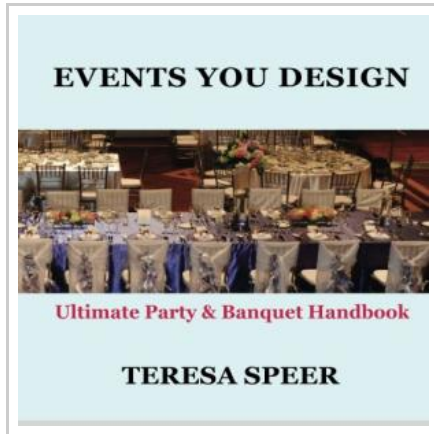 EVENTS YOU DESIGN
Ultimate Party & Banquet Handbook
TERESA SPEER